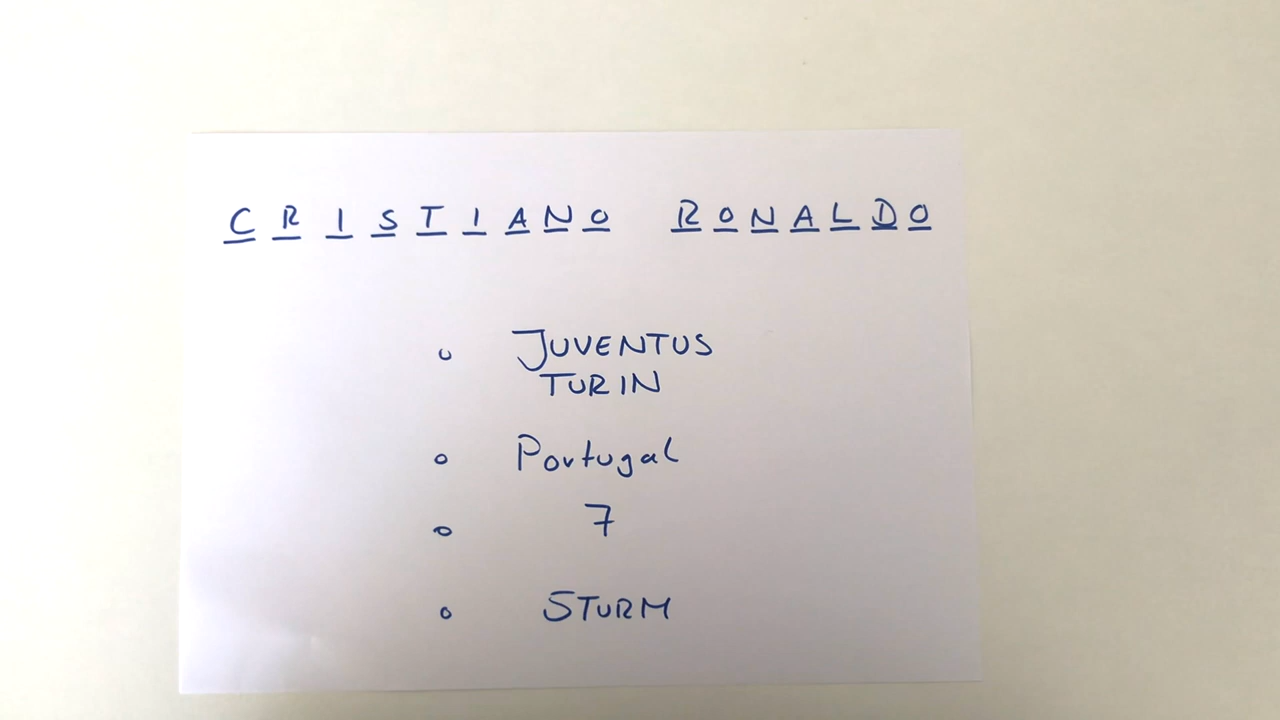 CRISTIANO RONALDO
JUVENTUS
TURIN
Portugal
7
STURM